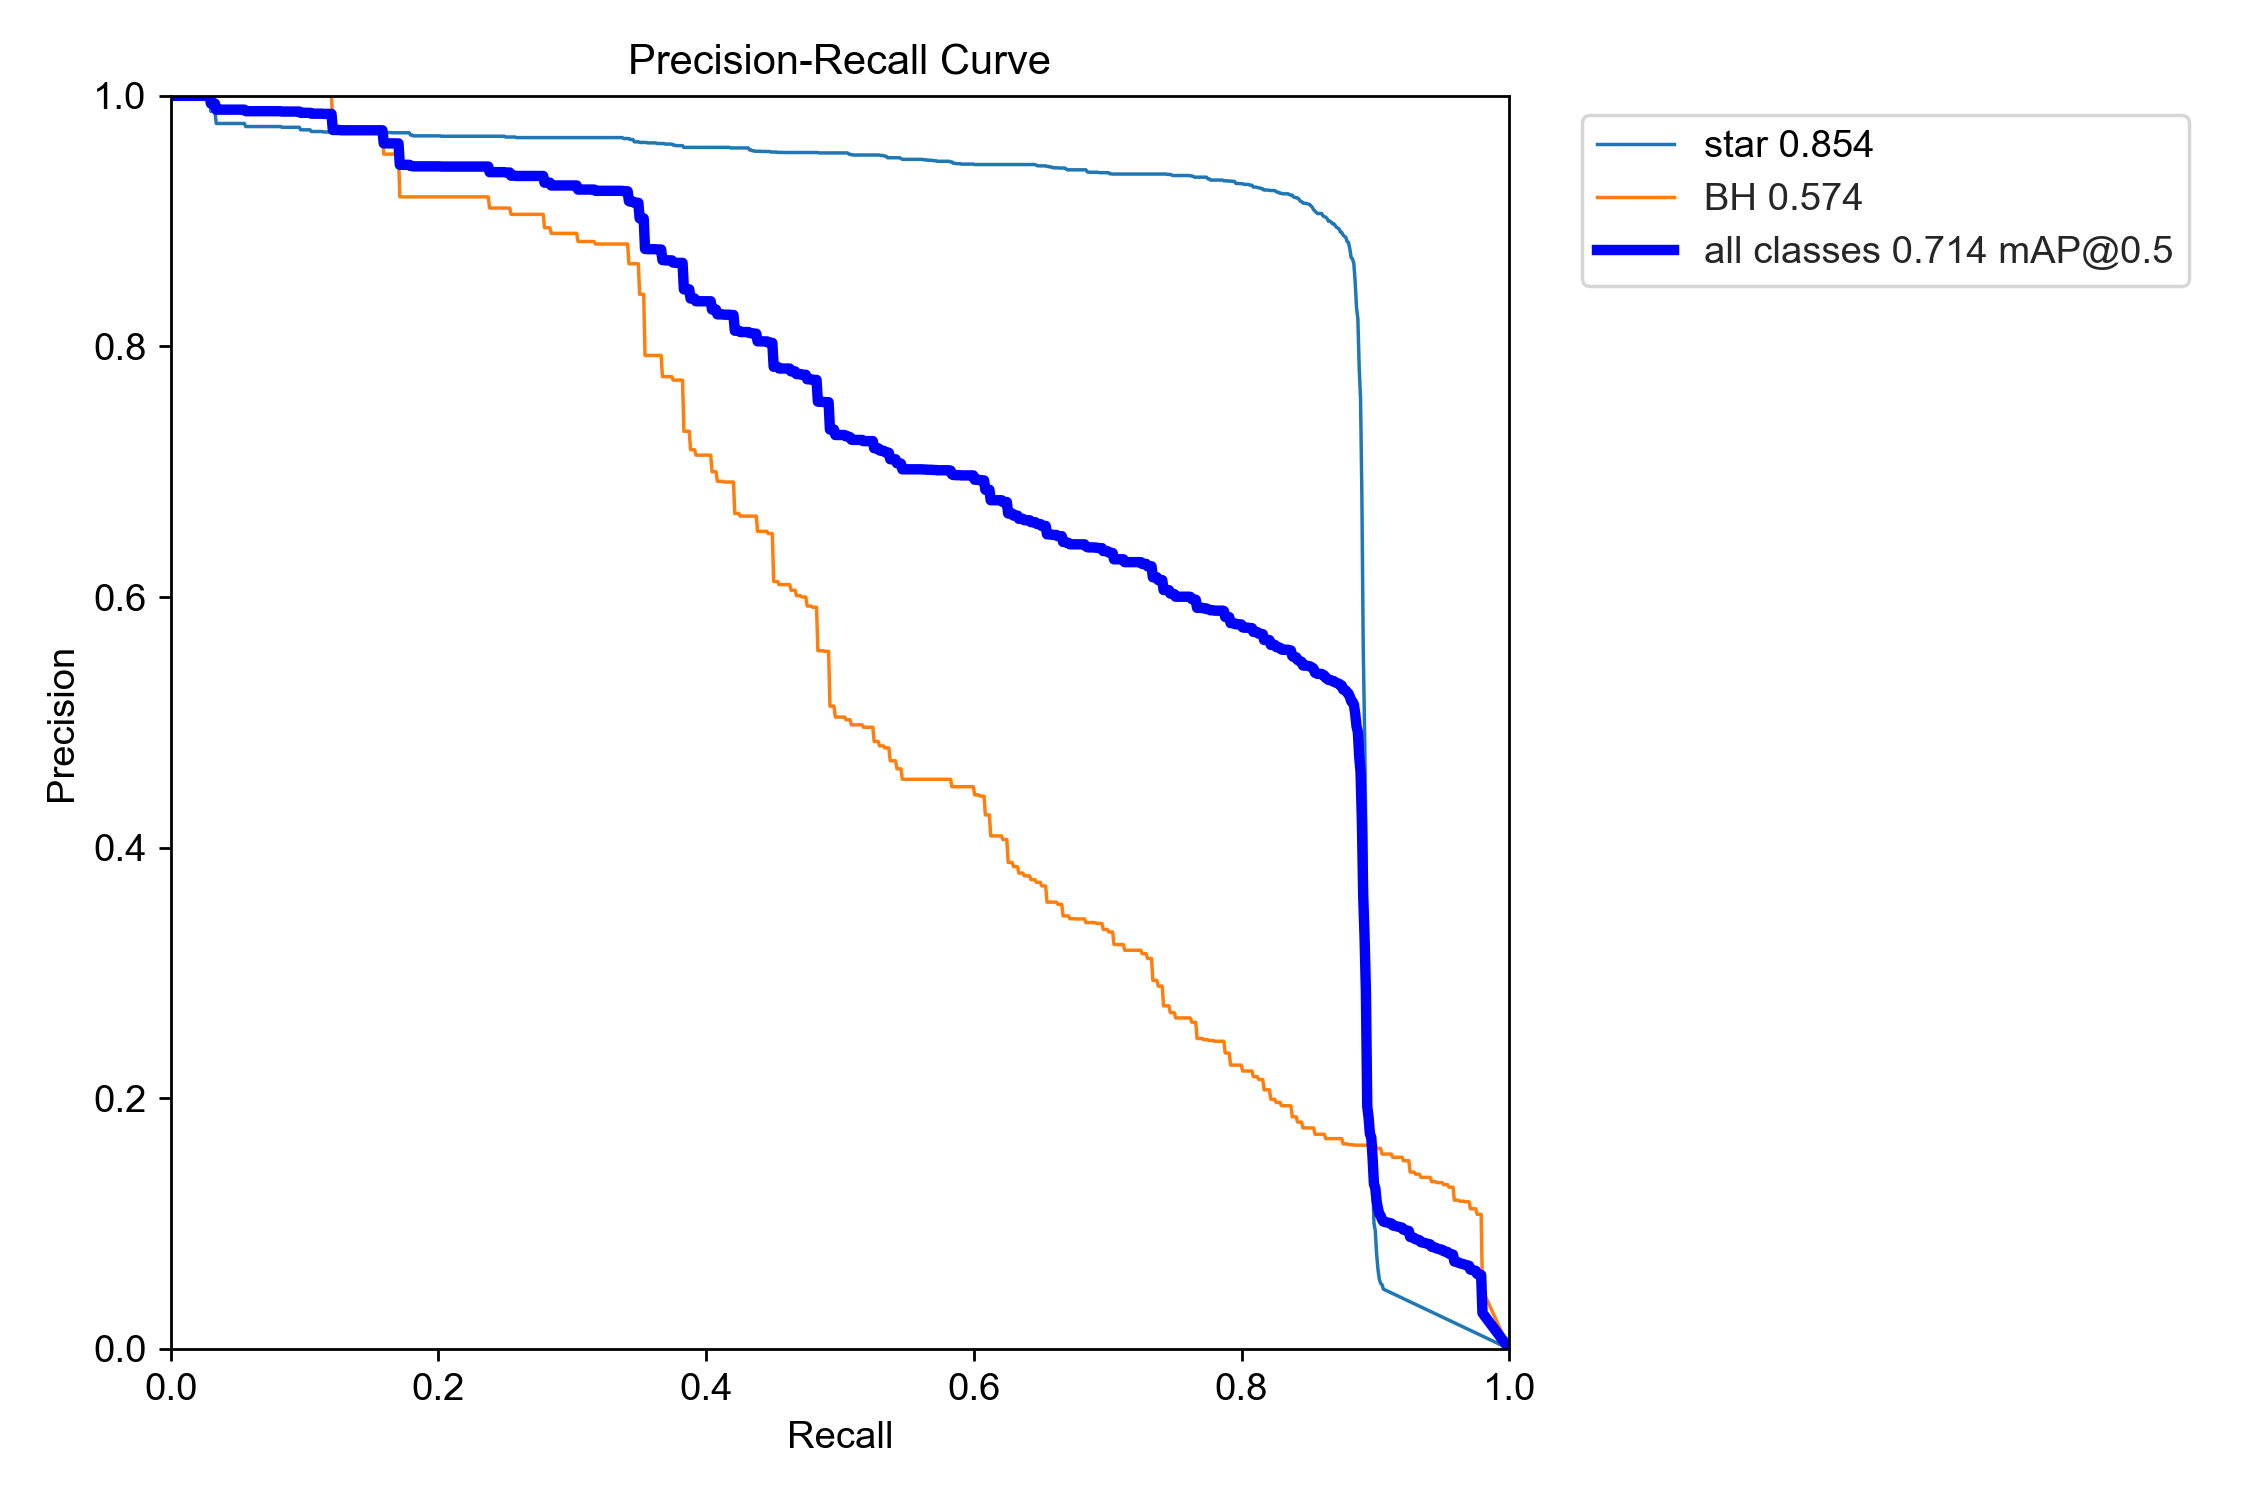 Precision-Recall Curve
star 0.854
BH 0.574
all classes 0.714 mAP@0.5
1.0
0.8
0.6
0.4
0.2
0.0
Precision
0.0 0.2 0.4 0.6 0.8 1.0
Recall